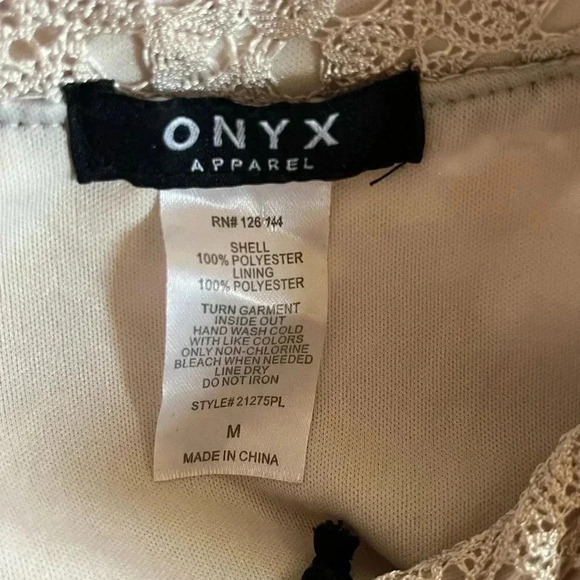 ONYX
APPAREL
RN# 126144
SHELL
100% POLYESTER
LINING
100% POLYESTER
TURN GARMENT
INSIDE OUT
HAND WASH COLD
WITH LIKE COLORS
ONLY NON-CHLORINE
BLEACH WHEN NEEDED
LINE DRY
DO NOT IRON
STYLE# 21275PL
M
MADE IN CHINA